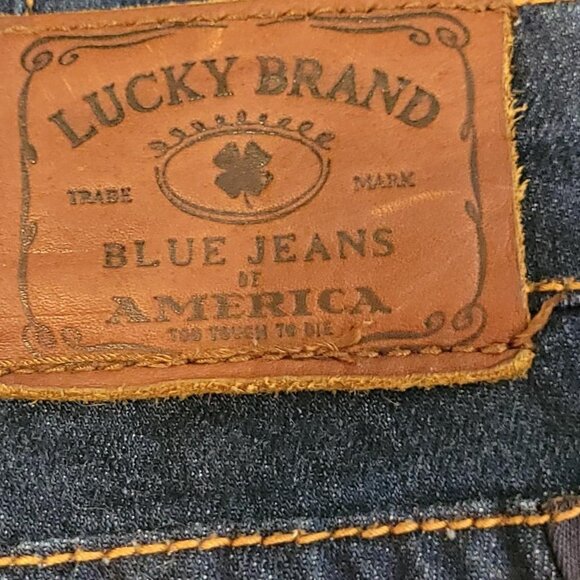 LUCKY BRAND
TRADE MARK
BLUE JEANS
OF
AMERICA
TOO TOUGH TO DIE